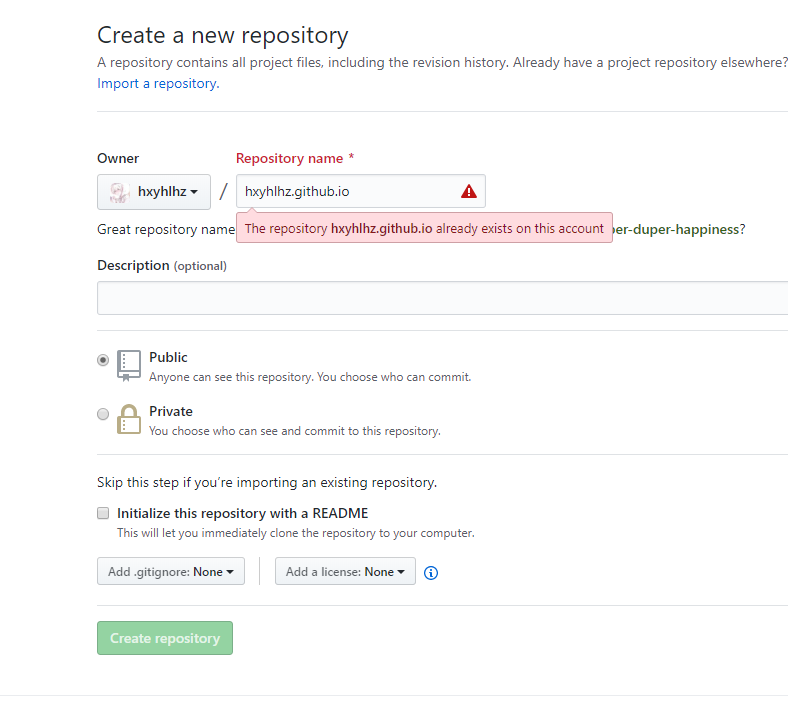 Create a new repository
A repository contains all project files, including the revision history. Already have a project repository elsewhere?
Import a repository.
Owner
Repository name *
hxyhlhz / hxyhlhz.github.io
The repository hxyhlhz.github.io already exists on this account
Great repository name er-duper-happiness?
Description (optional)
Public
Anyone can see this repository. You choose who can commit.
Private
You choose who can see and commit to this repository.
Skip this step if you’re importing an existing repository.
Initialize this repository with a README
This will let you immediately clone the repository to your computer.
Add .gitignore: None
Add a license: None
Create repository